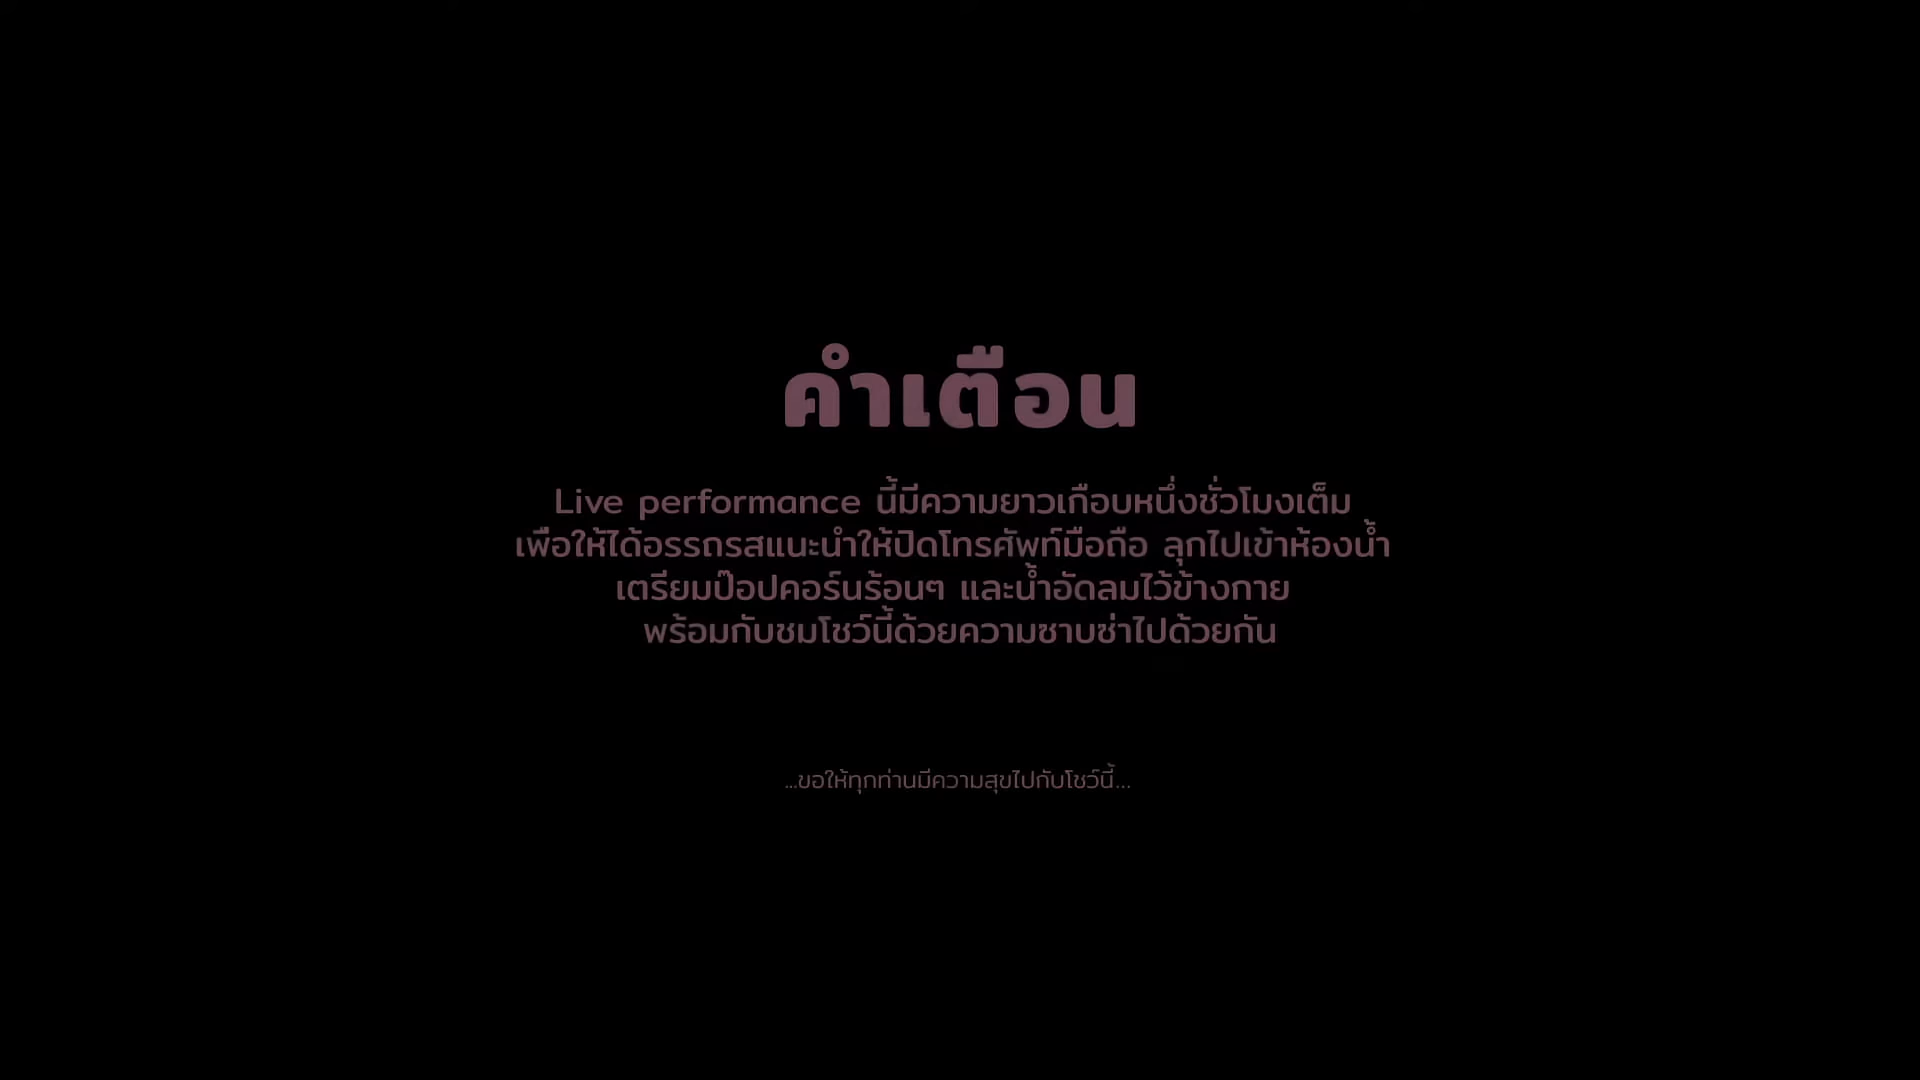 คำเตือน
Live performance นี้มีความยาวเกือบหนึ่งชั่วโมงเต็ม
เพื่อให้ได้อรรถรสแนะนำให้ปิดโทรศัพท์มือถือ ลุกไปเข้าห้องน้ำ
เตรียมป๊อปคอร์นร้อนๆ และน้ำอัดลมไว้ข้างกาย
พร้อมกับชมโชว์นี้ด้วยความซาบซ่าไปด้วยกัน
...ขอให้ทุกท่านมีความสุขไปกับโชว์นี้...